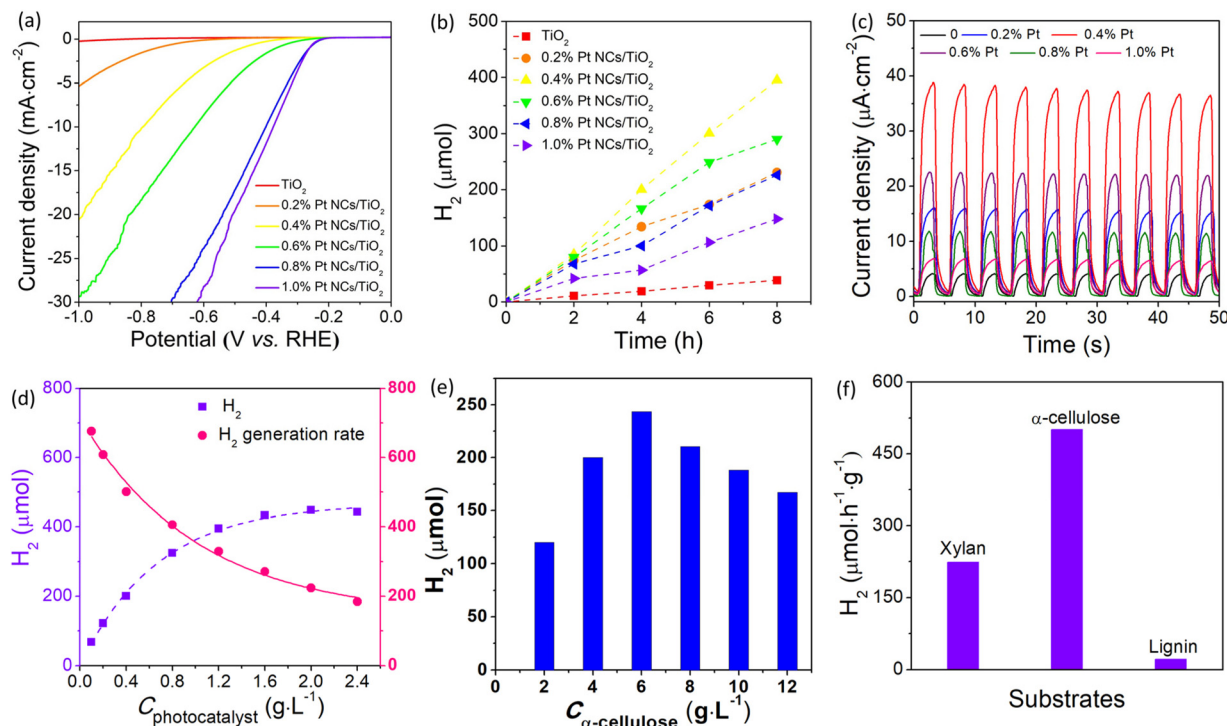 (a)
0
-5
-10
-15
-20
-25
-30
Current density (mA·cm⁻²)
TiO₂
0.2% Pt NCs/TiO₂
0.4% Pt NCs/TiO₂
0.6% Pt NCs/TiO₂
0.8% Pt NCs/TiO₂
1.0% Pt NCs/TiO₂
-1.0 -0.8 -0.6 -0.4 -0.2 0.0
Potential (V vs. RHE)
(b)
500
400
300
200
100
0
H₂ (μmol)
TiO₂
0.2% Pt NCs/TiO₂
0.4% Pt NCs/TiO₂
0.6% Pt NCs/TiO₂
0.8% Pt NCs/TiO₂
1.0% Pt NCs/TiO₂
0 2 4 6 8
Time (h)
(c)
50
40
30
20
10
0
Current density (μA·cm⁻²)
0 0.2% Pt 0.4% Pt
0.6% Pt 0.8% Pt 1.0% Pt
0 10 20 30 40 50
Time (s)
(d)
800
600
400
200
0
H₂ (μmol)
H₂
H₂ generation rate
800
600
400
200
0
0.0 0.4 0.8 1.2 1.6 2.0 2.4
C photocatalyst (g·L⁻¹)
(e)
250
225
200
175
150
125
100
75
50
25
0
H₂ (μmol)
0 2 4 6 8 10 12
C α-cellulose (g·L⁻¹)
(f)
600
450
300
150
0
H₂ (μmol·h⁻¹·g⁻¹)
α-cellulose
Xylan
Lignin
Substrates